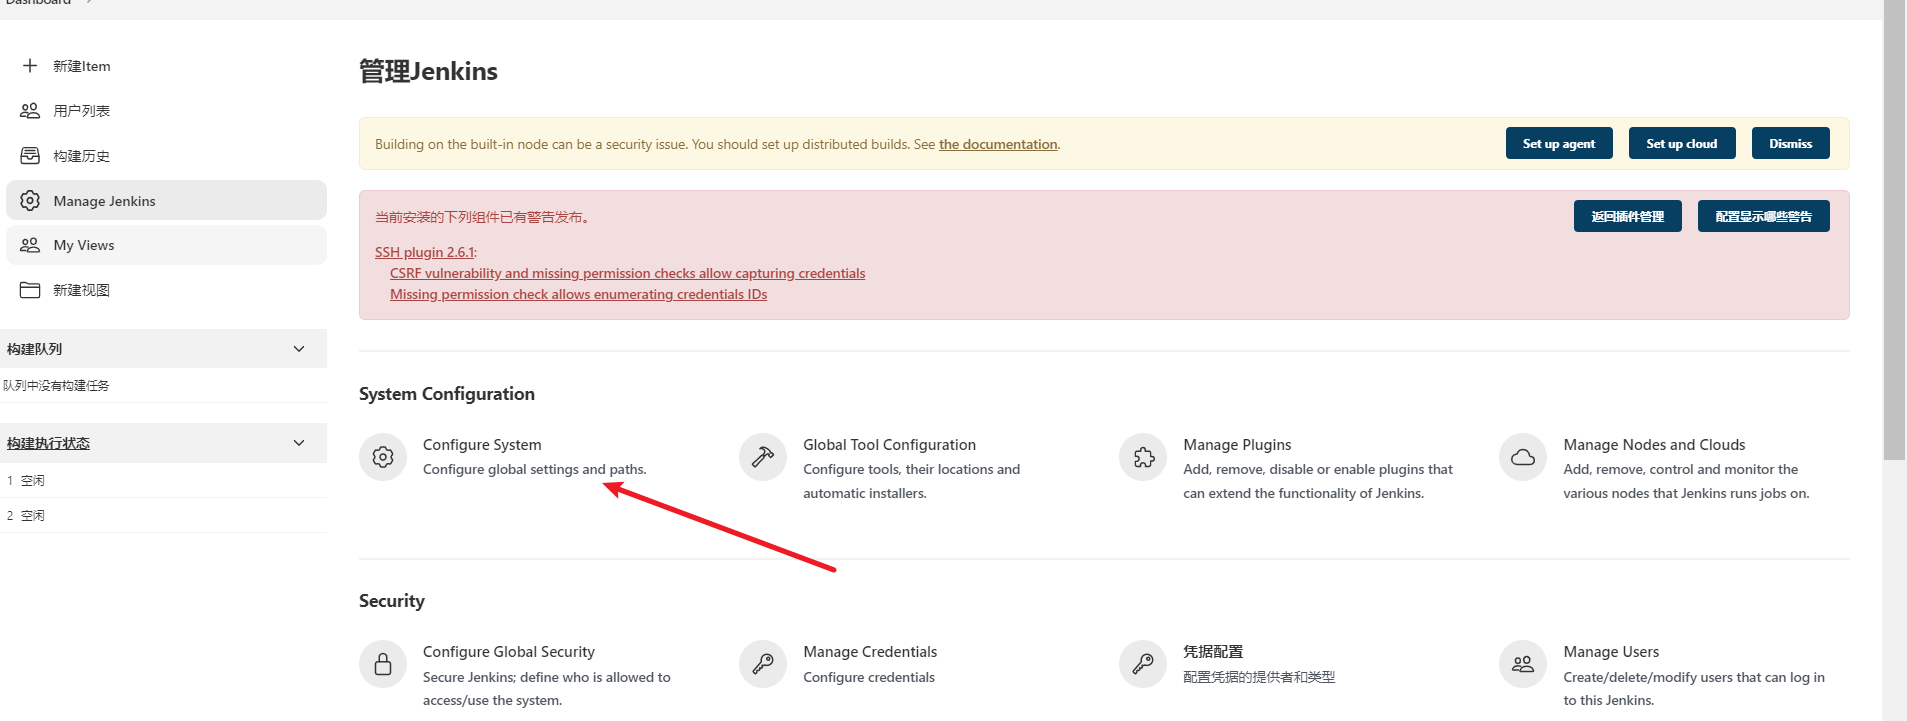 Dashboard
新建Item
用户列表
构建历史
Manage Jenkins
My Views
新建视图
构建队列
队列中没有构建任务
构建执行状态
1 空闲
2 空闲
管理Jenkins
Building on the built-in node can be a security issue. You should set up distributed builds. See the documentation.
Set up agent
Set up cloud
Dismiss
当前安装的下列组件已有警告发布。
返回插件管理
配置显示哪些警告
SSH plugin 2.6.1:
CSRF vulnerability and missing permission checks allow capturing credentials
Missing permission check allows enumerating credentials IDs
System Configuration
Configure System
Configure global settings and paths.
Global Tool Configuration
Configure tools, their locations and
automatic installers.
Manage Plugins
Add, remove, disable or enable plugins that
can extend the functionality of Jenkins.
Manage Nodes and Clouds
Add, remove, control and monitor the
various nodes that Jenkins runs jobs on.
Security
Configure Global Security
Secure Jenkins; define who is allowed to
access/use the system.
Manage Credentials
Configure credentials
凭据配置
配置凭据的提供者和类型
Manage Users
Create/delete/modify users that can log in
to this Jenkins.